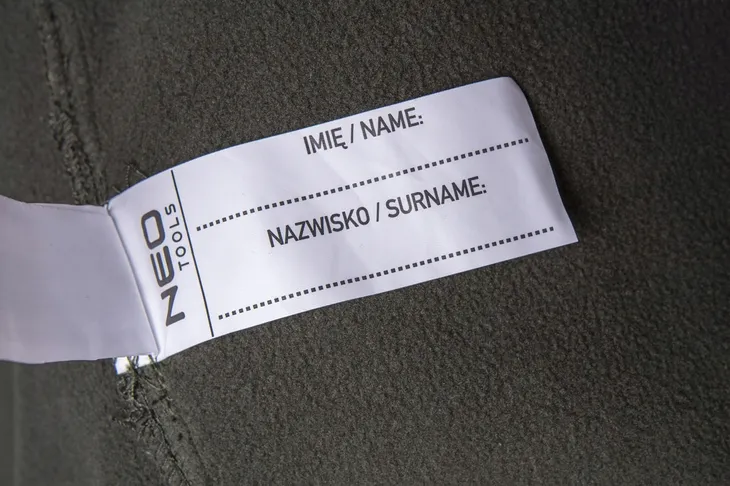 NEO
TOOLS
IMIĘ / NAME:
NAZWISKO / SURNAME: